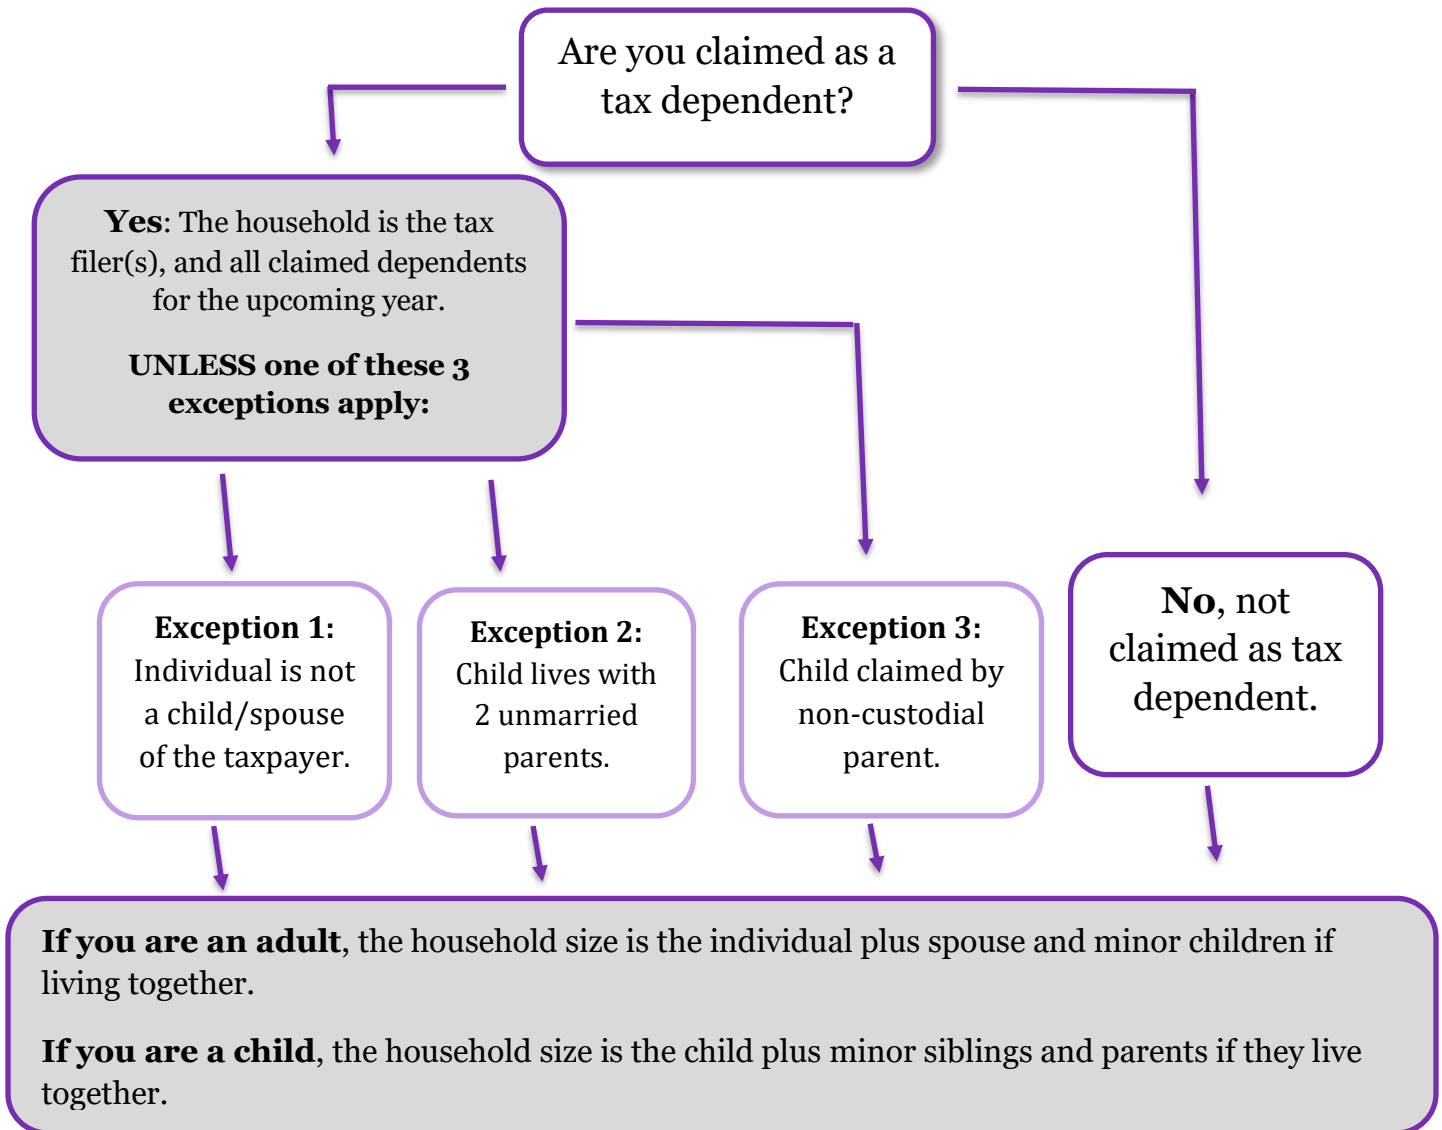 Are you claimed as a
tax dependent?
Yes: The household is the tax
filer(s), and all claimed dependents
for the upcoming year.
UNLESS one of these 3
exceptions apply:
Exception 1:
Individual is not
a child/spouse
of the taxpayer.
Exception 2:
Child lives with
2 unmarried
parents.
Exception 3:
Child claimed by
non-custodial
parent.
No, not
claimed as tax
dependent.
If you are an adult, the household size is the individual plus spouse and minor children if
living together.
If you are a child, the household size is the child plus minor siblings and parents if they live
together.